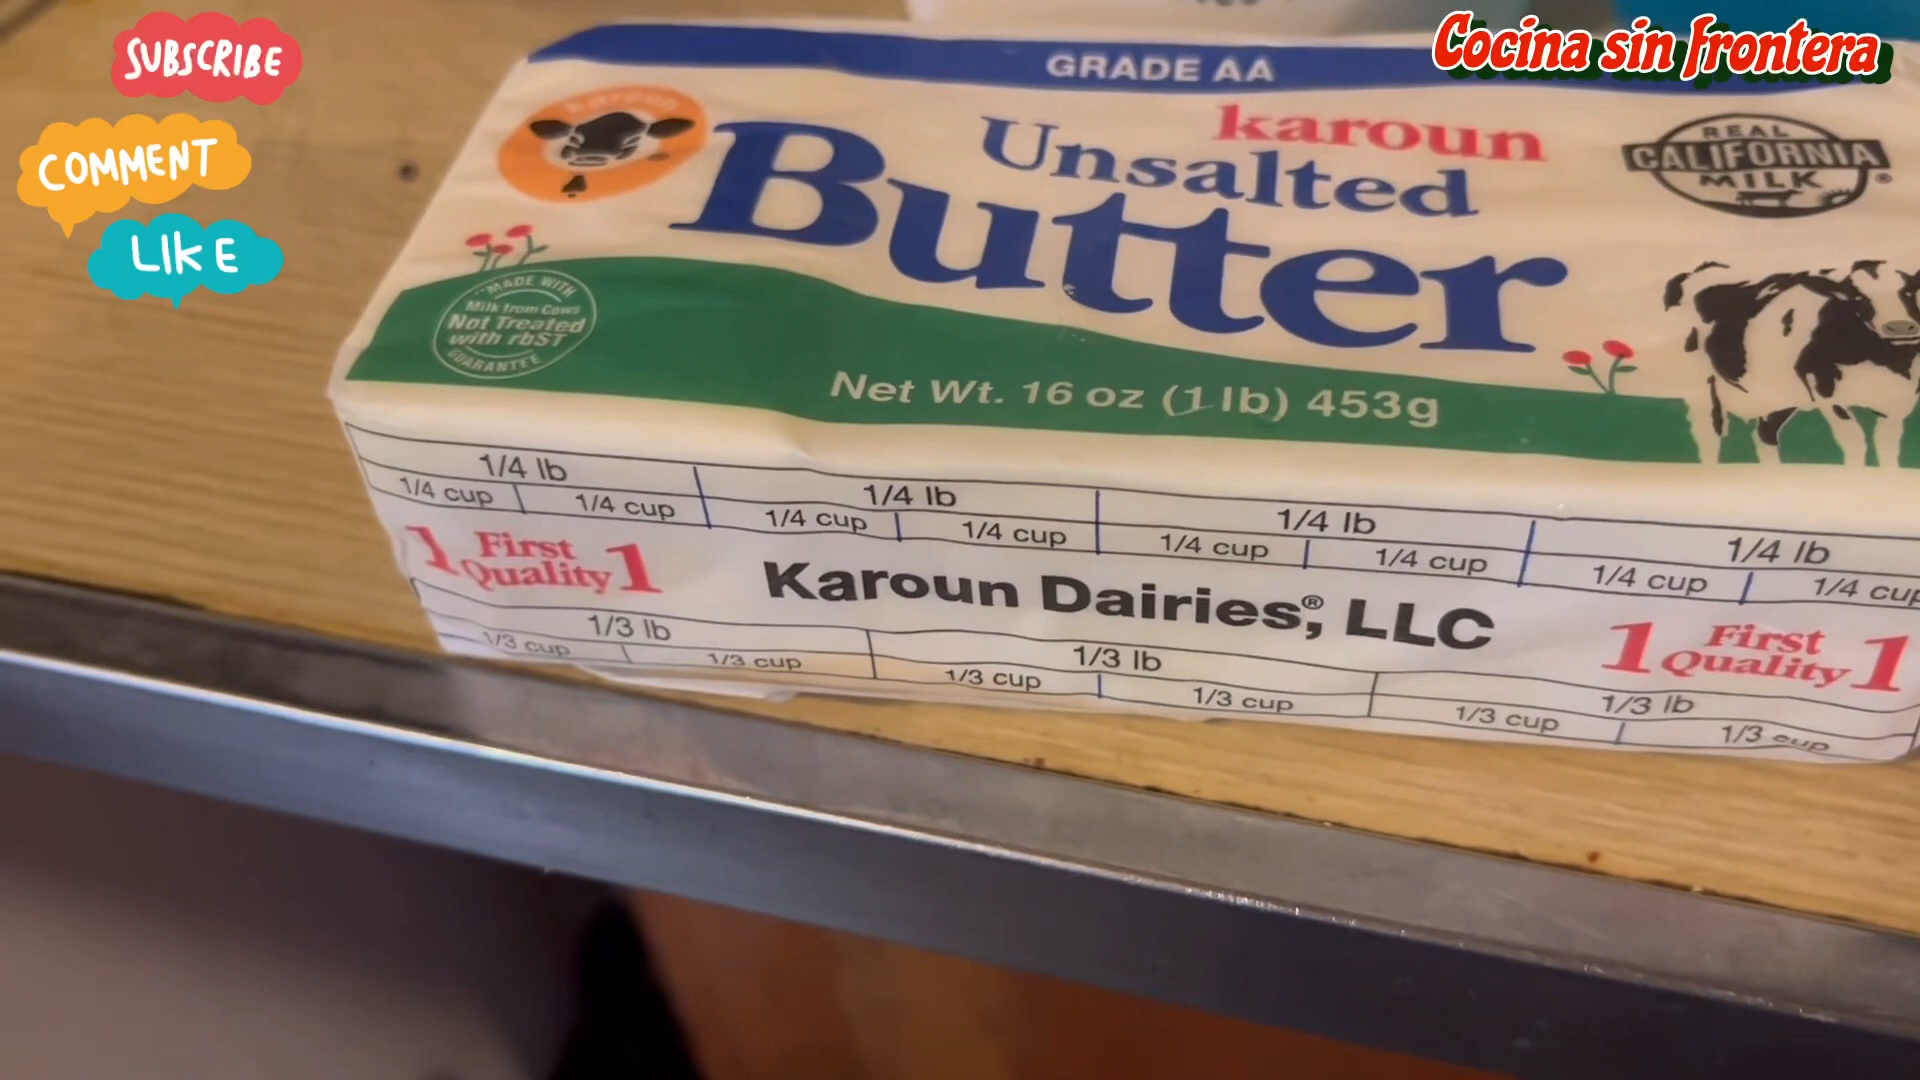 SUBSCRIBE
COMMENT
LIKE
Cocina sin frontera
GRADE AA
karoun
karoun
Unsalted
Butter
REAL
CALIFORNIA
MILK
®
MADE WITH
Milk from Cows
Not Treated
with rbST
GUARANTEE
Net Wt. 16 oz (1 lb) 453g
1/4 lb 1/4 lb 1/4 lb 1/4 lb
1/4 cup 1/4 cup 1/4 cup 1/4 cup 1/4 cup 1/4 cup 1/4 cup 1/4 cup
1 First Quality 1
Karoun Dairies®, LLC
1 First Quality 1
1/3 lb 1/3 lb 1/3 lb
1/3 cup 1/3 cup 1/3 cup 1/3 cup 1/3 cup 1/3 cup